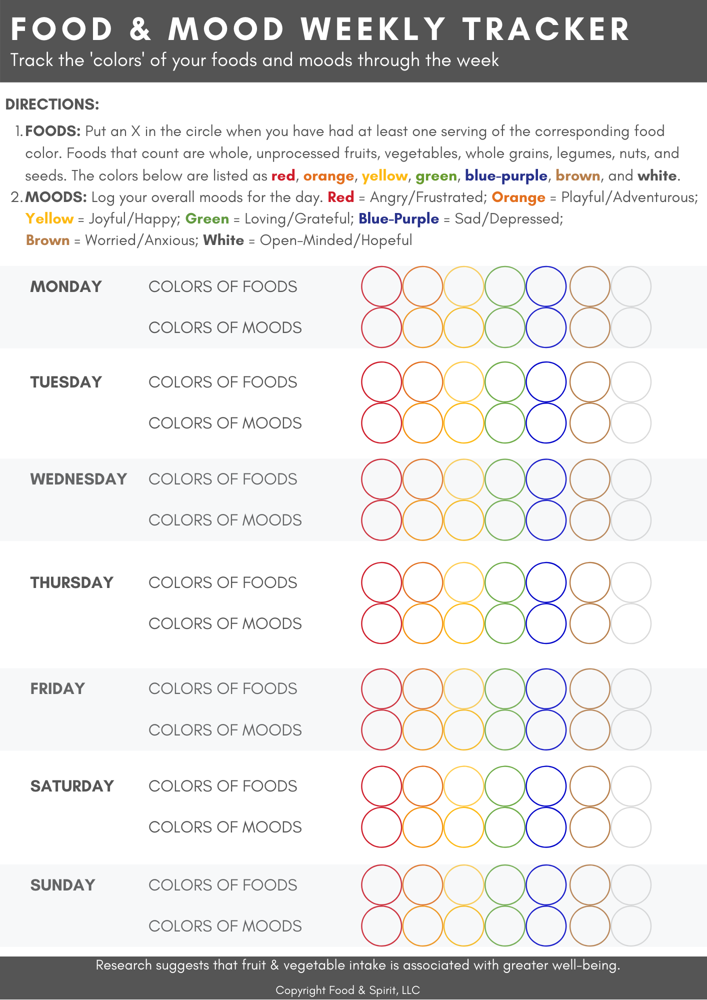 FOOD & MOOD WEEKLY TRACKER
Track the 'colors' of your foods and moods through the week
DIRECTIONS:
1. FOODS: Put an X in the circle when you have had at least one serving of the corresponding food
color. Foods that count are whole, unprocessed fruits, vegetables, whole grains, legumes, nuts, and
seeds. The colors below are listed as red, orange, yellow, green, blue-purple, brown, and white.
2. MOODS: Log your overall moods for the day. Red = Angry/Frustrated; Orange = Playful/Adventurous;
Yellow = Joyful/Happy; Green = Loving/Grateful; Blue-Purple = Sad/Depressed;
Brown = Worried/Anxious; White = Open-Minded/Hopeful
MONDAY COLORS OF FOODS
COLORS OF MOODS
TUESDAY COLORS OF FOODS
COLORS OF MOODS
WEDNESDAY COLORS OF FOODS
COLORS OF MOODS
THURSDAY COLORS OF FOODS
COLORS OF MOODS
FRIDAY COLORS OF FOODS
COLORS OF MOODS
SATURDAY COLORS OF FOODS
COLORS OF MOODS
SUNDAY COLORS OF FOODS
COLORS OF MOODS
Research suggests that fruit & vegetable intake is associated with greater well-being.
Copyright Food & Spirit, LLC